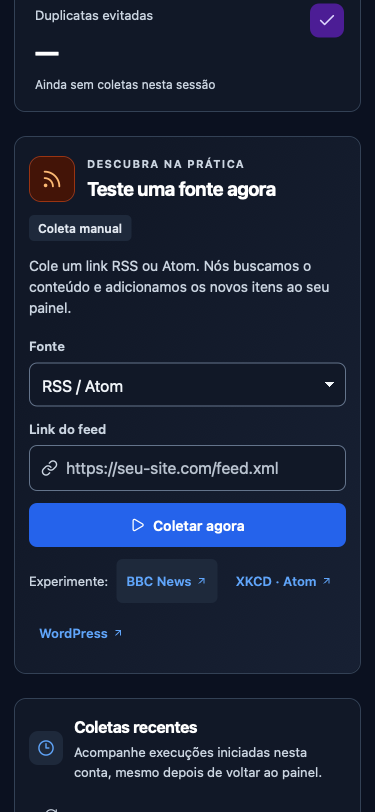 Duplicatas evitadas
—
Ainda sem coletas nesta sessão
DESCUBRA NA PRÁTICA
Teste uma fonte agora
Coleta manual
Cole um link RSS ou Atom. Nós buscamos o
conteúdo e adicionamos os novos itens ao seu
painel.
Fonte
RSS / Atom
Link do feed
https://seu-site.com/feed.xml
Coletar agora
Experimente: BBC News ↗ XKCD · Atom ↗
WordPress ↗
Coletas recentes
Acompanhe execuções iniciadas nesta
conta, mesmo depois de voltar ao painel.